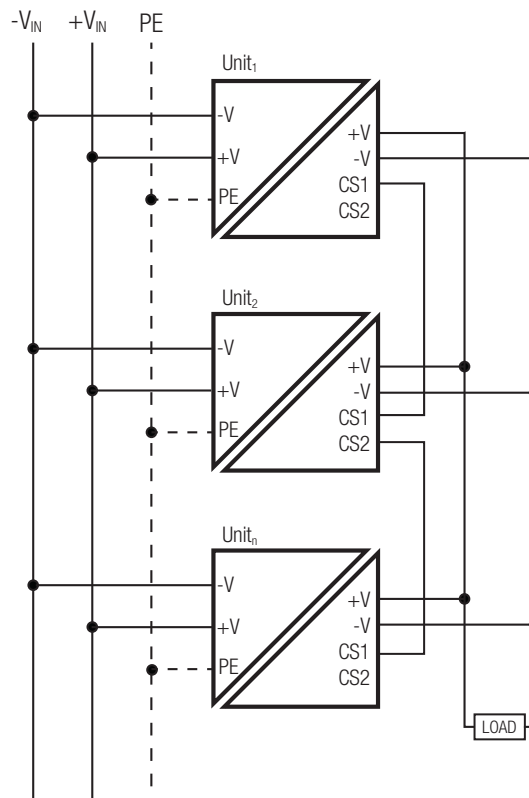 -V_IN +V_IN PE
Unit₁
-V
+V
PE
+V
-V
CS1
CS2
Unit₂
-V
+V
PE
+V
-V
CS1
CS2
Unitₙ
-V
+V
PE
+V
-V
CS1
CS2
LOAD